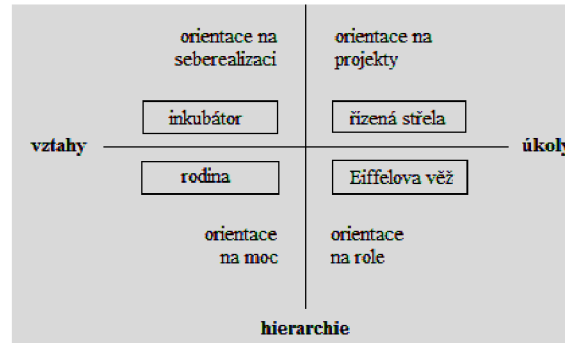 orientace na
seberealizaci
orientace na
projekty
inkubátor
řízená střela
vztahy
úkoly
rodina
Eiffelova věž
orientace
na moc
orientace
na role
hierarchie